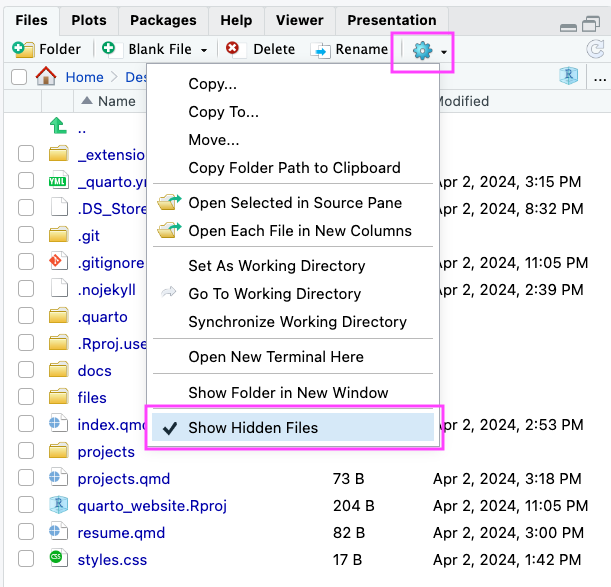 Files Plots Packages Help Viewer Presentation
Folder Blank File Delete Rename
Home Des R ...
Name Modified
Copy...
..
Copy To...
Move...
_extensio
Copy Folder Path to Clipboard
YML _quarto.ym Apr 2, 2024, 3:15 PM
Open Selected in Source Pane
.DS_Store Apr 2, 2024, 8:32 PM
Open Each File in New Columns
.git
Set As Working Directory
.gitignore Apr 2, 2024, 11:05 PM
Go To Working Directory
.nojekyll Apr 2, 2024, 2:39 PM
Synchronize Working Directory
.quarto
.Rproj.use
Open New Terminal Here
docs
Show Folder in New Window
files
Show Hidden Files
index.qmd Apr 2, 2024, 2:53 PM
projects
projects.qmd 73 B Apr 2, 2024, 3:18 PM
R quarto_website.Rproj 204 B Apr 2, 2024, 11:05 PM
resume.qmd 82 B Apr 2, 2024, 3:00 PM
CSS styles.css 17 B Apr 2, 2024, 1:42 PM